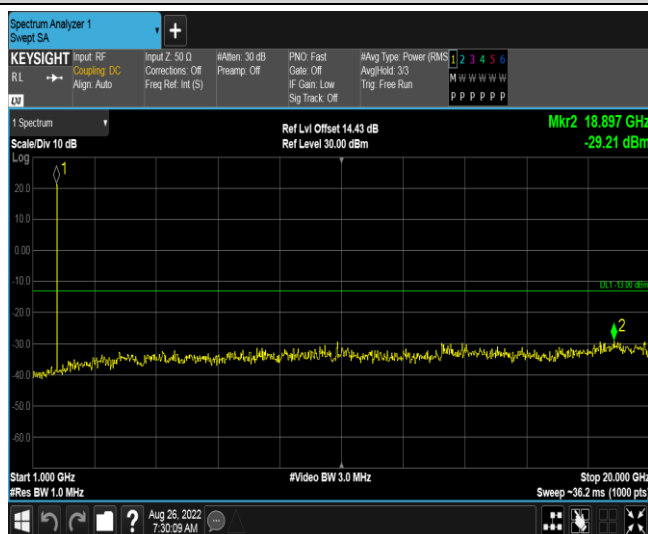 Spectrum Analyzer 1
Swept SA
+
KEYSIGHT Input: RF Input Z: 50 Ω #Atten: 30 dB PNO: Fast #Avg Type: Power (RMS 1 2 3 4 5 6
RL Coupling: DC Corrections: Off Preamp: Off Gate: Off Avg|Hold: 3/3 M W W W W W
Align: Auto Freq Ref: Int (S) IF Gain: Low Trig: Free Run
LXI Sig Track: Off P P P P P P
1 Spectrum Ref Lvl Offset 14.43 dB Mkr2 18.897 GHz
Scale/Div 10 dB Ref Level 30.00 dBm -29.21 dBm
Log
1
20.0
10.0
0.00
-10.0
DL1 -13.00 dBm
-20.0
2
-30.0
-40.0
-50.0
-60.0
Start 1.000 GHz #Video BW 3.0 MHz Stop 20.000 GHz
#Res BW 1.0 MHz Sweep ~36.2 ms (1000 pts)
? Aug 26, 2022
7:30:09 AM